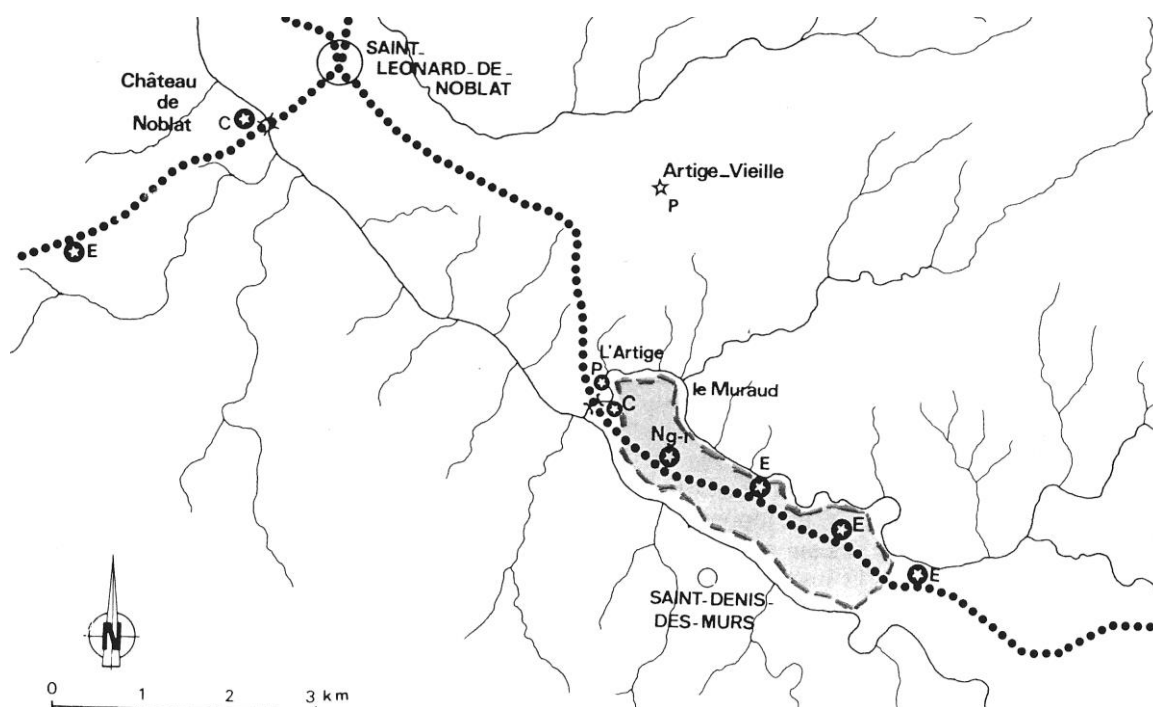 SAINT_
LEONARD_DE_
NOBLAT
Château
de
Noblat
C
Artige_Vieille
P
E
L'Artige
P
le Muraud
C
Ng-r
E
E
E
SAINT-DENIS-
DES-MURS
N
0 1 2 3 km